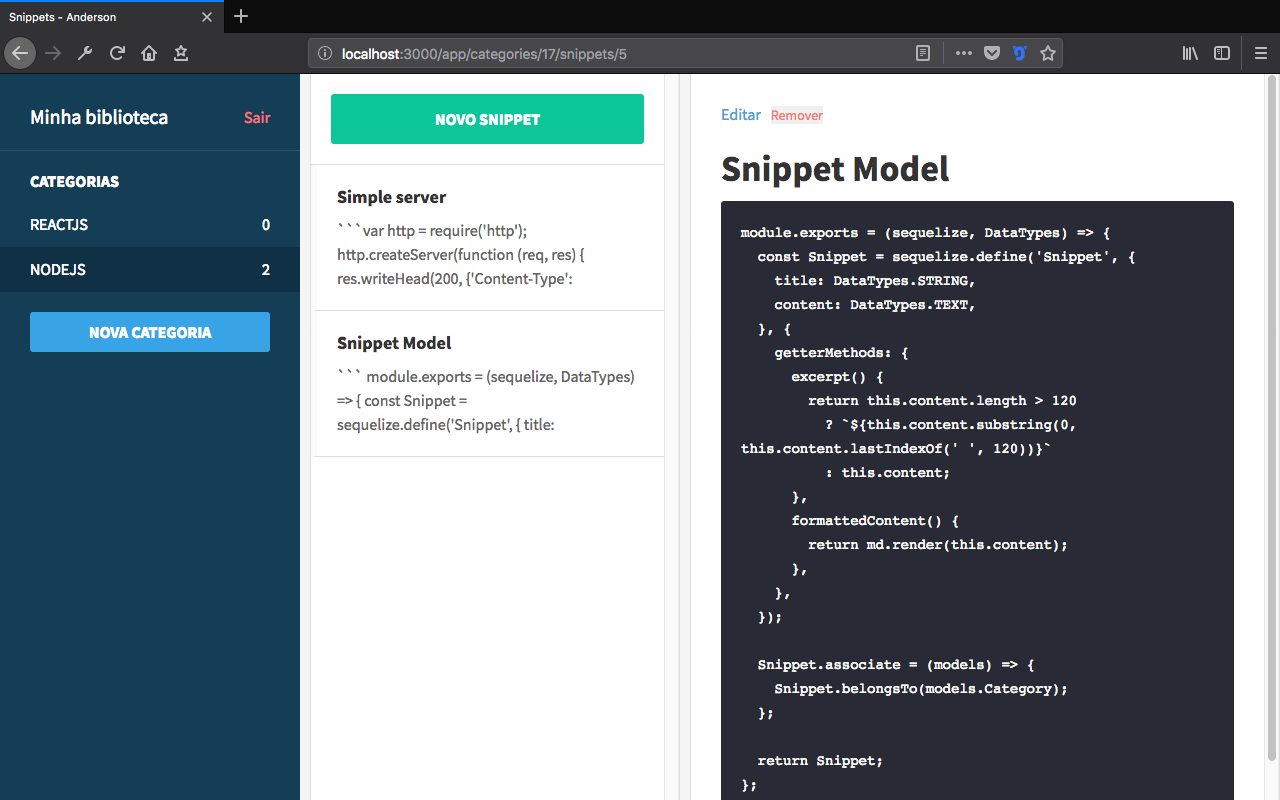 Snippets - Anderson
localhost:3000/app/categories/17/snippets/5
Minha biblioteca
Sair
CATEGORIAS
REACTJS 0
NODEJS 2
NOVA CATEGORIA
NOVO SNIPPET
Simple server
```var http = require('http');
http.createServer(function (req, res) {
res.writeHead(200, {'Content-Type':
Snippet Model
``` module.exports = (sequelize, DataTypes)
=> { const Snippet =
sequelize.define('Snippet', { title:
Editar Remover
Snippet Model
module.exports = (sequelize, DataTypes) => {
  const Snippet = sequelize.define('Snippet', {
    title: DataTypes.STRING,
    content: DataTypes.TEXT,
  }, {
    getterMethods: {
      excerpt() {
        return this.content.length > 120
          ? `${this.content.substring(0,
this.content.lastIndexOf(' ', 120))}`
          : this.content;
      },
      formattedContent() {
        return md.render(this.content);
      },
    },
  });

  Snippet.associate = (models) => {
    Snippet.belongsTo(models.Category);
  };

  return Snippet;
};